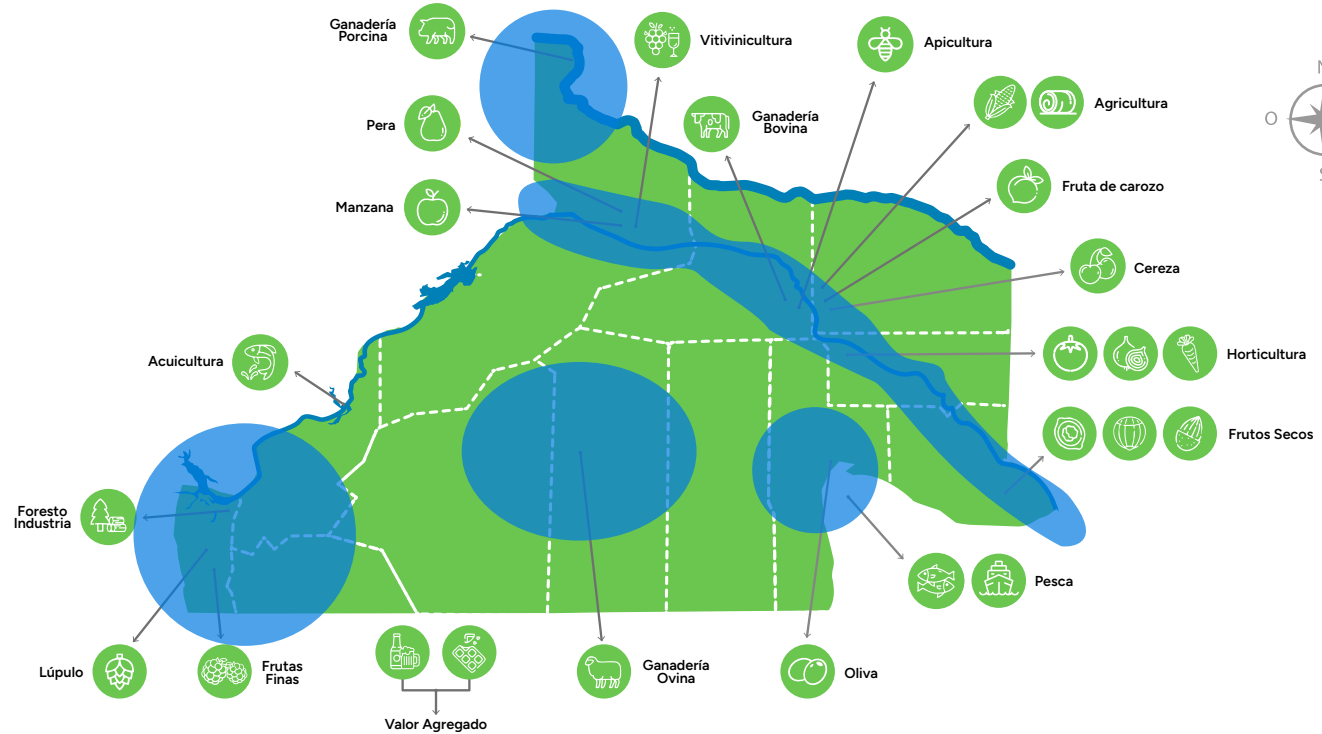 Ganadería
Porcina
Vitivinicultura
Apicultura
Agricultura
Pera
Ganadería
Bovina
Manzana
Fruta de carozo
Cereza
Acuicultura
Horticultura
Frutos Secos
Foresto
Industria
Pesca
Lúpulo
Frutas
Finas
Valor Agregado
Ganadería
Ovina
Oliva
O